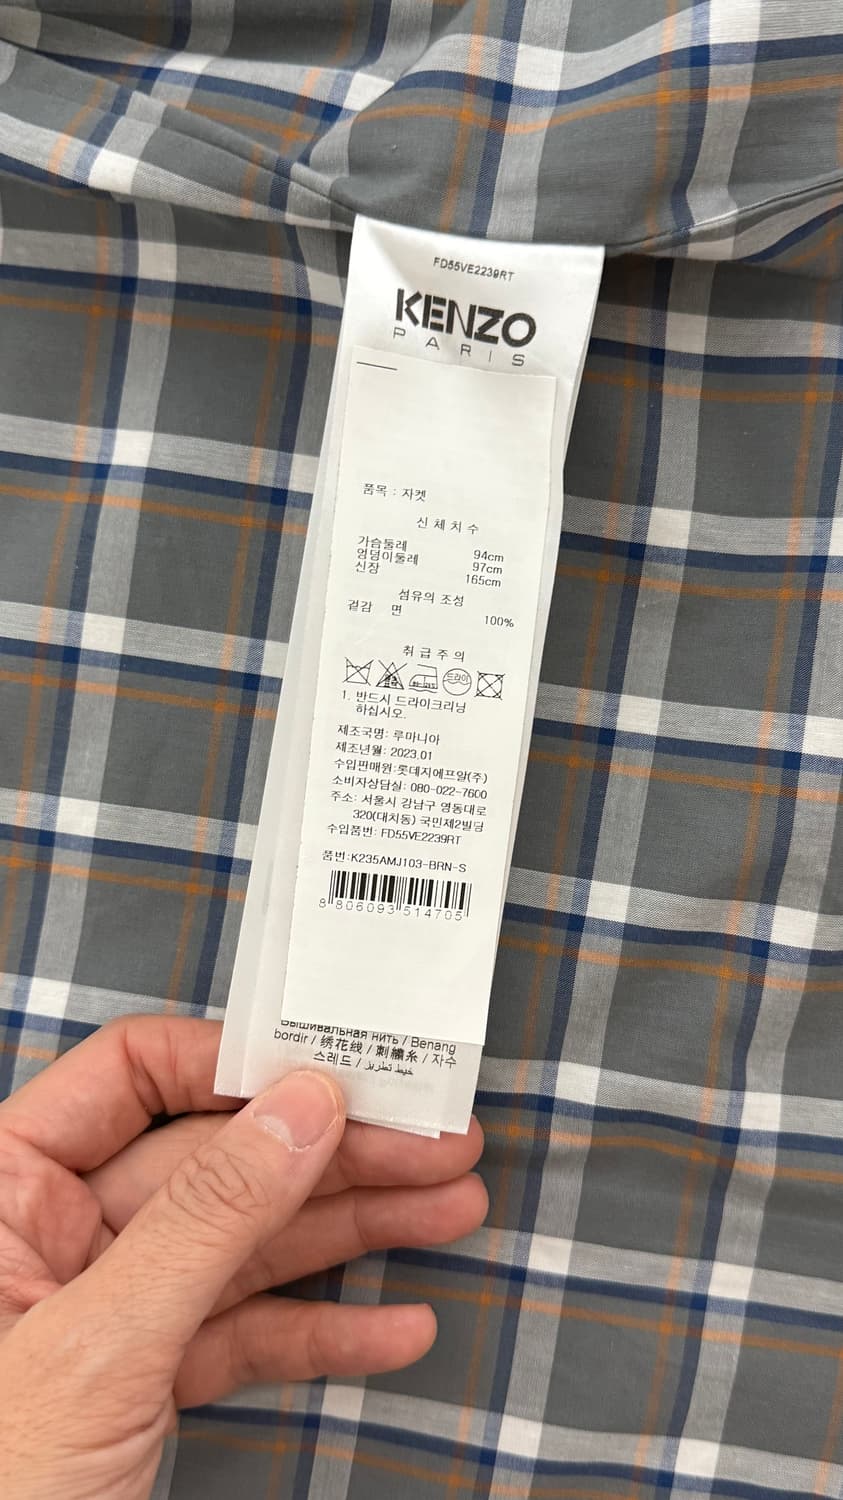 FD55VE2239RT
KENZO
PARIS
품목 : 자켓
신 체 치 수
가슴둘레 94cm
엉덩이둘레 97cm
신장 165cm
섬유의 조성
겉감 면 100%
취 급 주 의
드라이
1. 반드시 드라이크리닝
하십시오.
제조국명: 루마니아
제조년월: 2023.01
수입판매원:롯데지에프알(주)
소비자상담실: 080-022-7600
주소: 서울시 강남구 영동대로
320(대치동) 국민제2빌딩
수입품번: FD55VE2239RT
품번:K235AMJ103-BRN-S
8 806093 514705
Вышивальная нить / Benang
bordir / 绣花线 / 刺繍糸 / 자수
스레드 / خيط تطريز